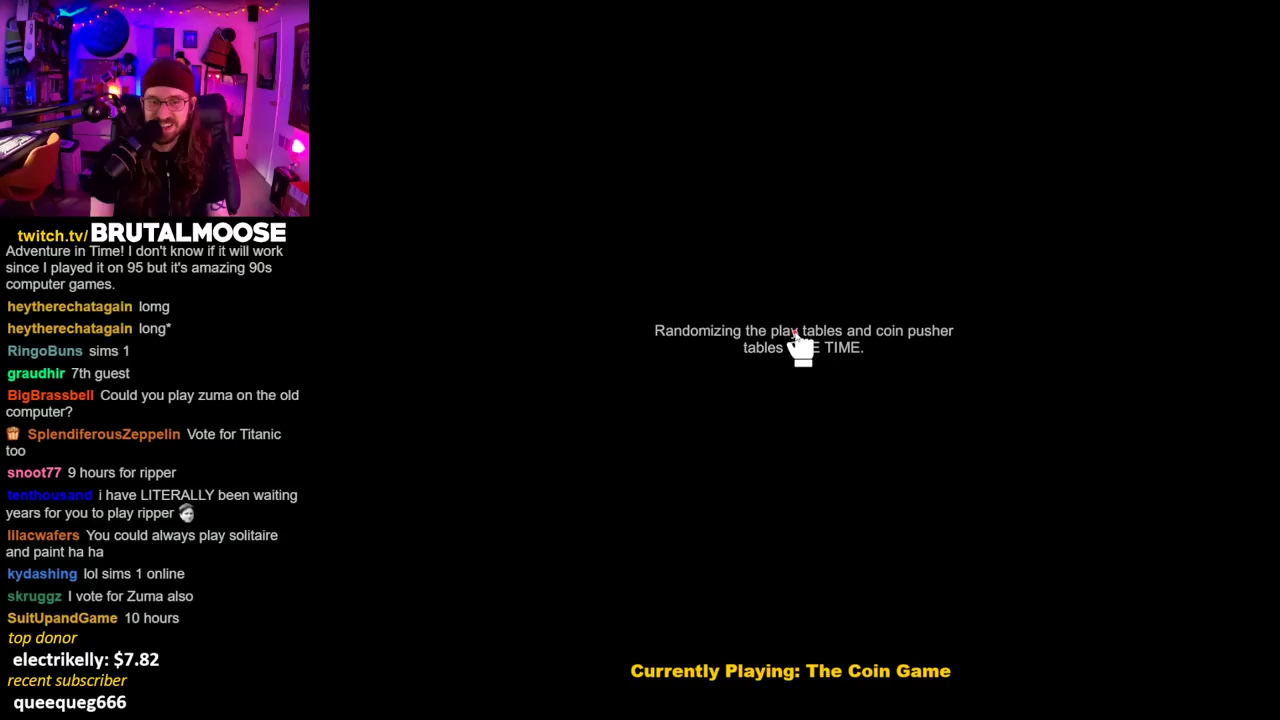 twitch.tv/BRUTALMOOSE
Adventure in Time! I don't know if it will work
since I played it on 95 but it's amazing 90s
computer games.
heytherechatagain lomg
heytherechatagain long*
RingoBuns sims 1
graudhir 7th guest
BigBrassbell Could you play zuma on the old
computer?
SplendiferousZeppelin Vote for Titanic
too
snoot77 9 hours for ripper
tenthousand i have LITERALLY been waiting
years for you to play ripper
lilacwafers You could always play solitaire
and paint ha ha
kydashing lol sims 1 online
skruggz I vote for Zuma also
SuitUpandGame 10 hours
top donor
electrikelly: $7.82
recent subscriber
queequeg666
Randomizing the play tables and coin pusher
tables TIME.
Currently Playing: The Coin Game